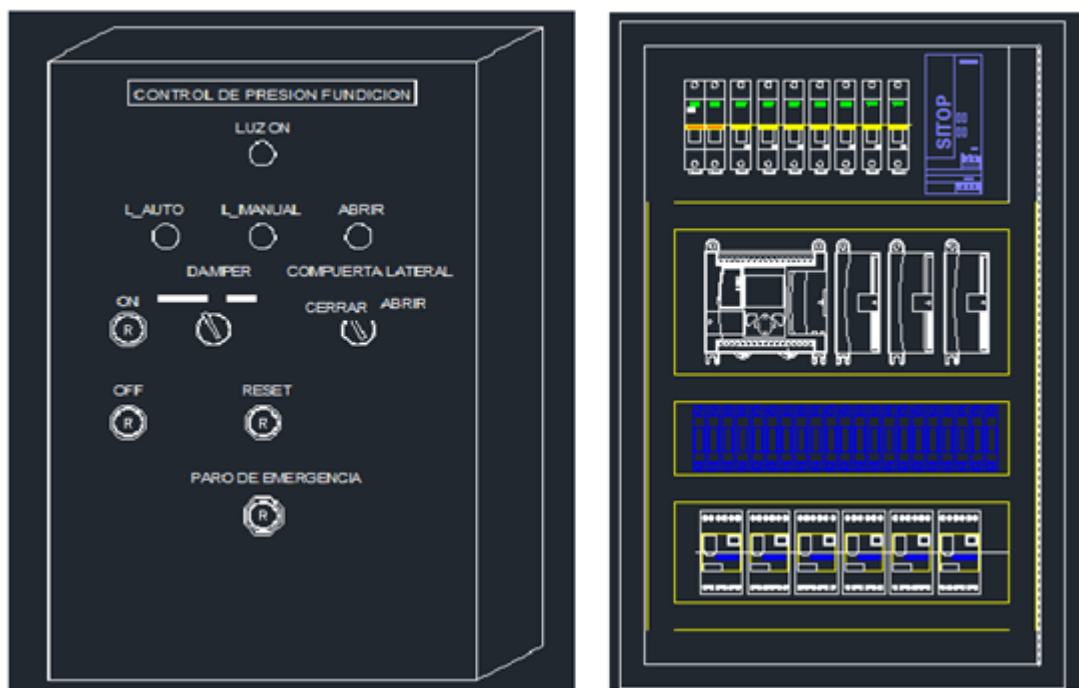 CONTROL DE PRESION FUNDICION
LUZ ON
L_AUTO
L_MANUAL
ABRIR
DAMPER
COMPUERTA LATERAL
ON
CERRAR
ABRIR
R
OFF
RESET
R
R
PARO DE EMERGENCIA
R
SITOP